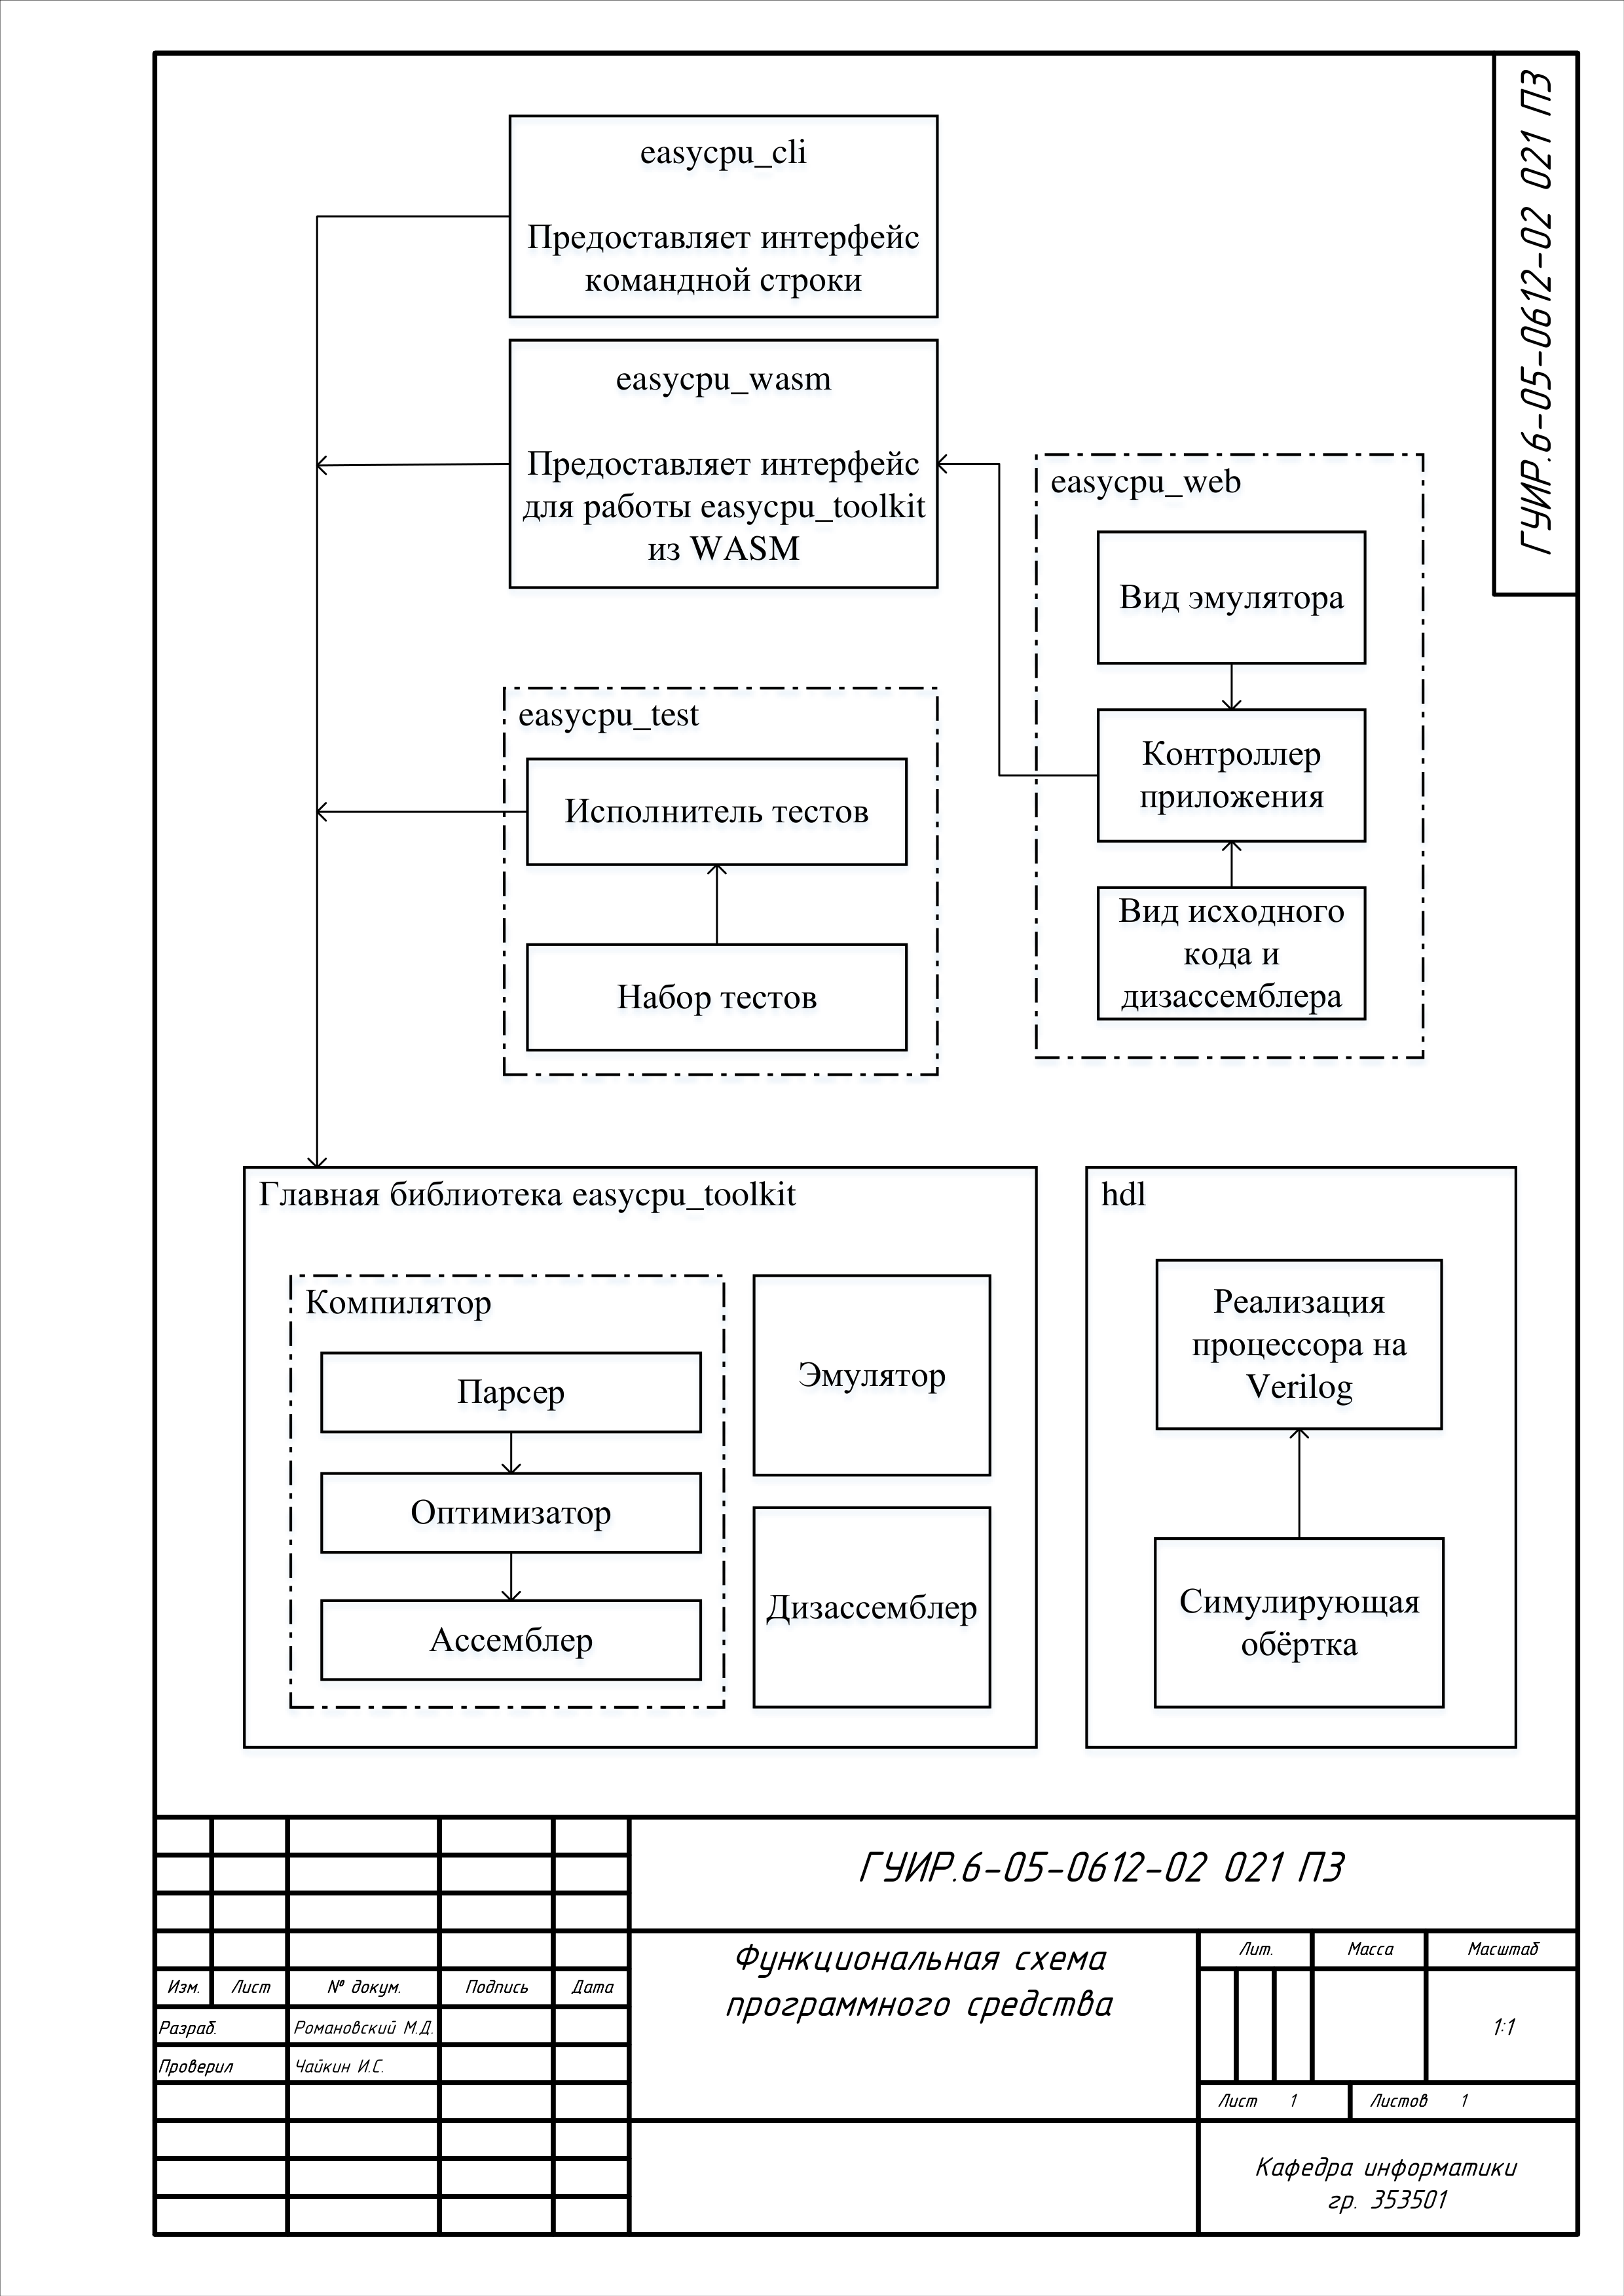 ГУИР.6-05-0612-02 021 ПЗ
easycpu_cli
Предоставляет интерфейс
командной строки
easycpu_wasm
Предоставляет интерфейс
для работы easycpu_toolkit
из WASM
easycpu_web
Вид эмулятора
Контроллер
приложения
Вид исходного
кода и
дизассемблера
easycpu_test
Исполнитель тестов
Набор тестов
Главная библиотека easycpu_toolkit
Компилятор
Парсер
Оптимизатор
Ассемблер
Эмулятор
Дизассемблер
hdl
Реализация
процессора на
Verilog
Симулирующая
обёртка
ГУИР.6-05-0612-02 021 ПЗ
Функциональная схема
программного средства
Лит. Масса Масштаб
1:1
Лист 1 Листов 1
Кафедра информатики
гр. 353501
Изм. Лист № докум. Подпись Дата
Разраб. Романовский М.Д.
Проверил Чайкин И.С.